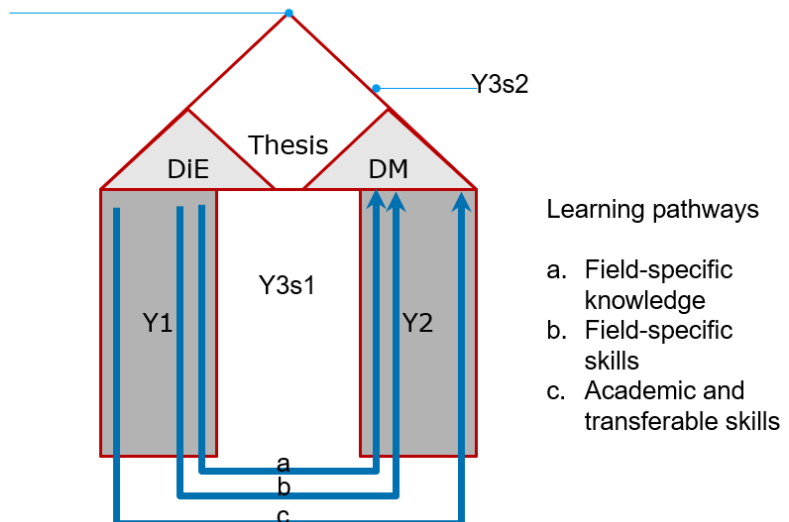 Y3s2
Thesis
DiE
DM
Learning pathways
Y3s1
a. Field-specific
knowledge
Y1
Y2
b. Field-specific
skills
c. Academic and
transferable skills
a
b
c